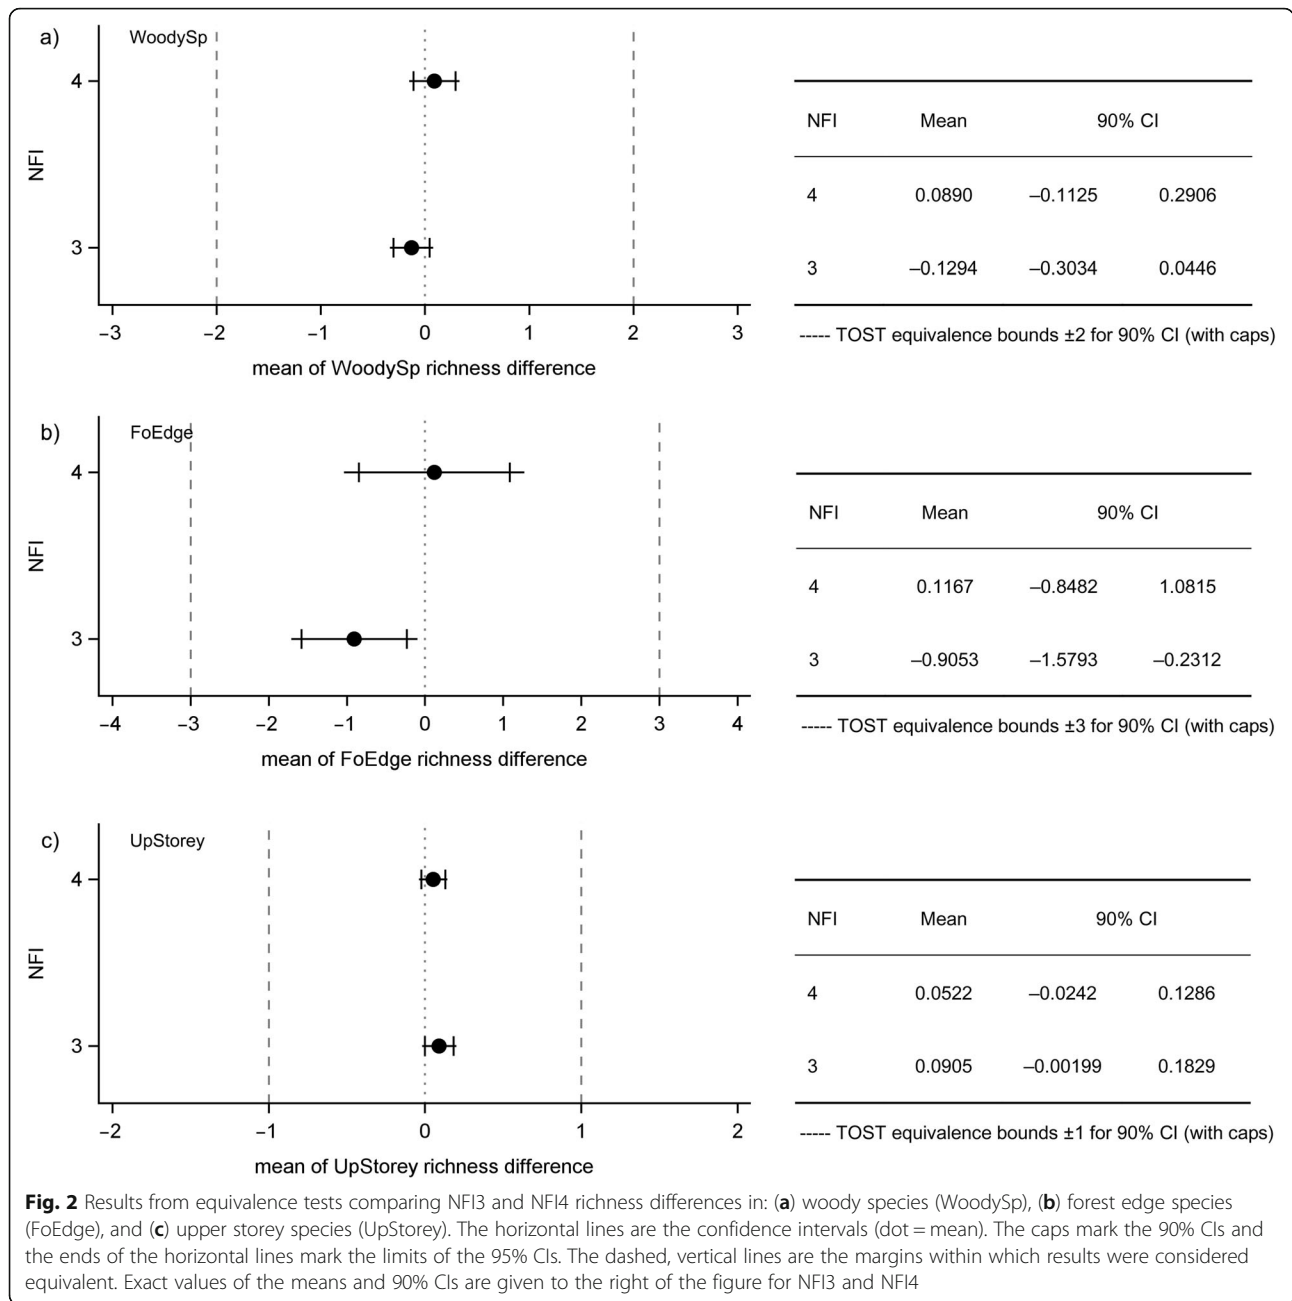 a)
WoodySp
4
NFI
3
−3 −2 −1 0 1 2 3
mean of WoodySp richness difference
NFI Mean 90% CI
4 0.0890 −0.1125 0.2906
3 −0.1294 −0.3034 0.0446
----- TOST equivalence bounds ±2 for 90% CI (with caps)
b)
FoEdge
4
NFI
3
−4 −3 −2 −1 0 1 2 3 4
mean of FoEdge richness difference
NFI Mean 90% CI
4 0.1167 −0.8482 1.0815
3 −0.9053 −1.5793 −0.2312
----- TOST equivalence bounds ±3 for 90% CI (with caps)
c)
UpStorey
4
NFI
3
−2 −1 0 1 2
mean of UpStorey richness difference
NFI Mean 90% CI
4 0.0522 −0.0242 0.1286
3 0.0905 −0.00199 0.1829
----- TOST equivalence bounds ±1 for 90% CI (with caps)
Fig. 2 Results from equivalence tests comparing NFI3 and NFI4 richness differences in: (a) woody species (WoodySp), (b) forest edge species
(FoEdge), and (c) upper storey species (UpStorey). The horizontal lines are the confidence intervals (dot = mean). The caps mark the 90% CIs and
the ends of the horizontal lines mark the limits of the 95% CIs. The dashed, vertical lines are the margins within which results were considered
equivalent. Exact values of the means and 90% CIs are given to the right of the figure for NFI3 and NFI4